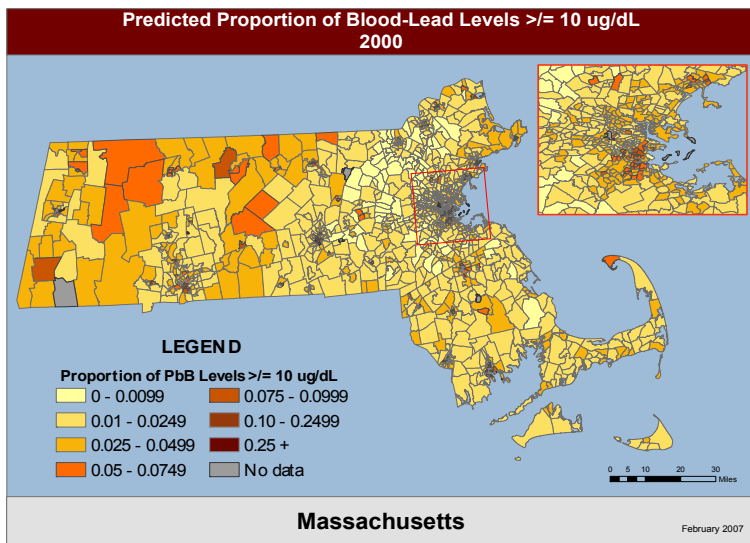 Predicted Proportion of Blood-Lead Levels >/= 10 ug/dL
2000
LEGEND
Proportion of PbB Levels >/= 10 ug/dL
0 - 0.0099
0.01 - 0.0249
0.025 - 0.0499
0.05 - 0.0749
0.075 - 0.0999
0.10 - 0.2499
0.25 +
No data
0 5 10 20 30
Miles
Massachusetts
February 2007